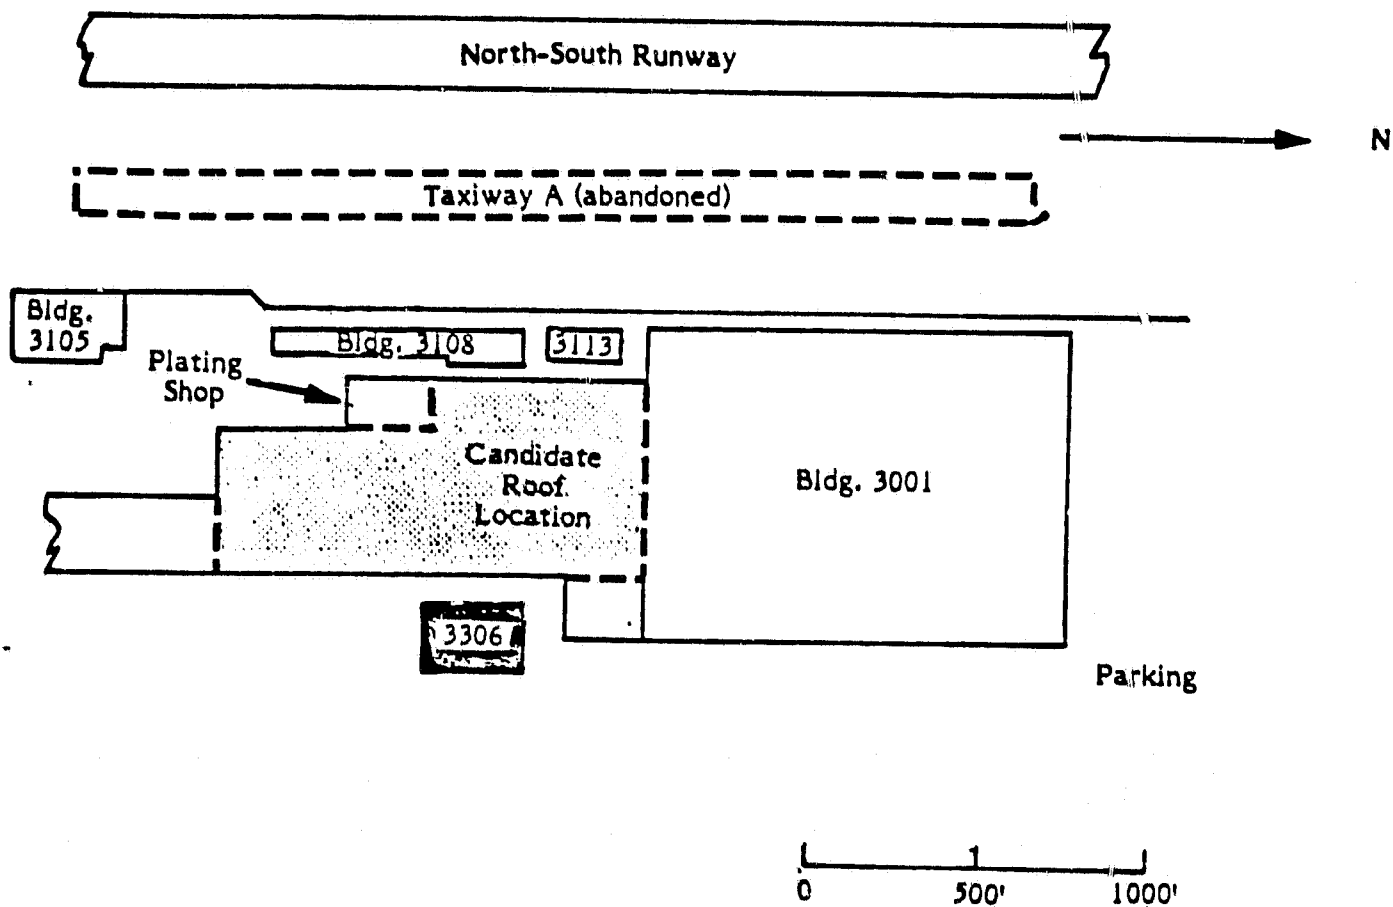 North-South Runway
N
Taxiway A (abandoned)
Bldg.
3105
Bldg. 3108
3113
Plating
Shop
Candidate
Roof
Location
Bldg. 3001
3306
Parking
0 500' 1000'